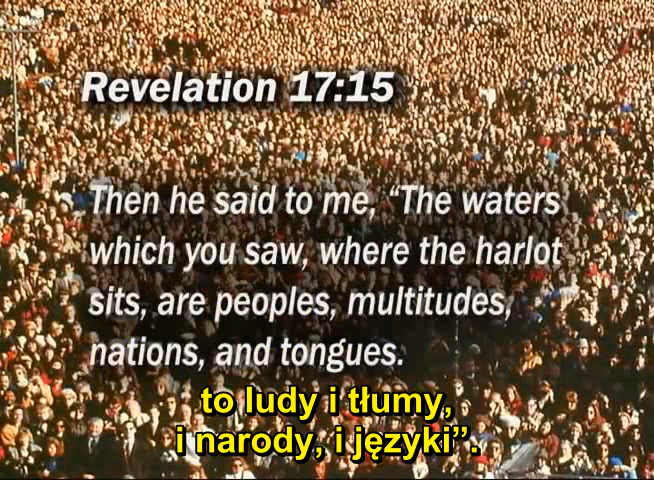 Revelation 17:15
Then he said to me, “The waters
which you saw, where the harlot
sits, are peoples, multitudes,
nations, and tongues.
to ludy i tłumy,
i narody, i języki”.